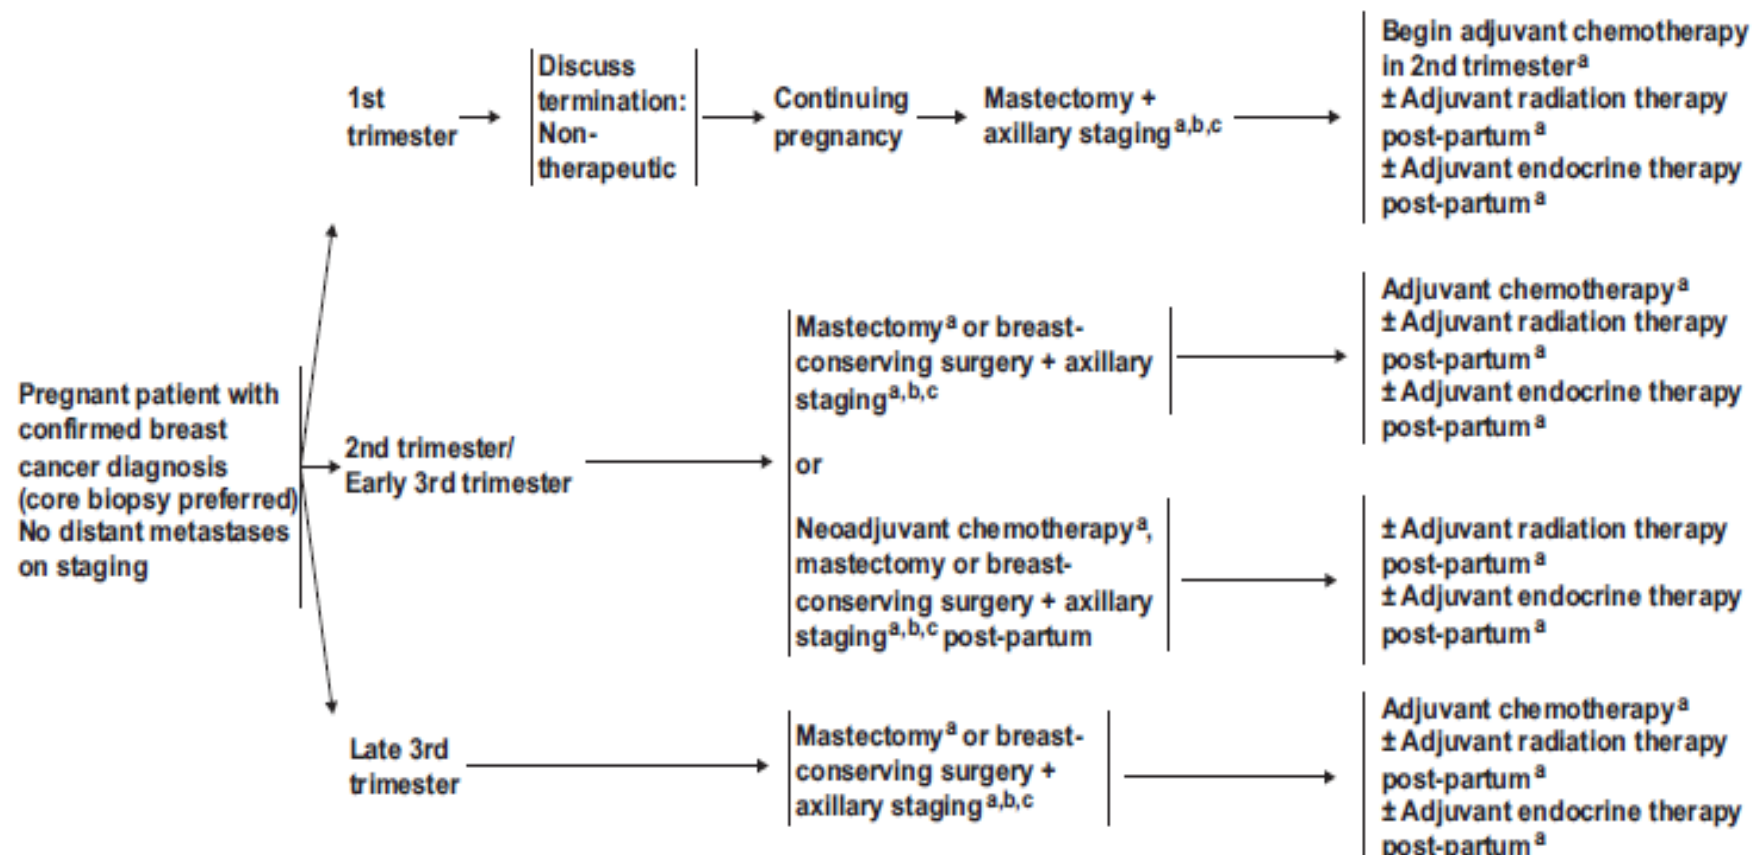 Pregnant patient with
confirmed breast
cancer diagnosis
(core biopsy preferred)
No distant metastases
on staging
1st
trimester
Discuss
termination:
Non-
therapeutic
Continuing
pregnancy
Mastectomy +
axillary staging a,b,c
Begin adjuvant chemotherapy
in 2nd trimester a
± Adjuvant radiation therapy
post-partum a
± Adjuvant endocrine therapy
post-partum a
2nd trimester/
Early 3rd trimester
Mastectomy a or breast-
conserving surgery + axillary
staging a,b,c
or
Neoadjuvant chemotherapy a,
mastectomy or breast-
conserving surgery + axillary
staging a,b,c post-partum
Adjuvant chemotherapy a
± Adjuvant radiation therapy
post-partum a
± Adjuvant endocrine therapy
post-partum a
± Adjuvant radiation therapy
post-partum a
± Adjuvant endocrine therapy
post-partum a
Late 3rd
trimester
Mastectomy a or breast-
conserving surgery +
axillary staging a,b,c
Adjuvant chemotherapy a
± Adjuvant radiation therapy
post-partum a
± Adjuvant endocrine therapy
post-partum a